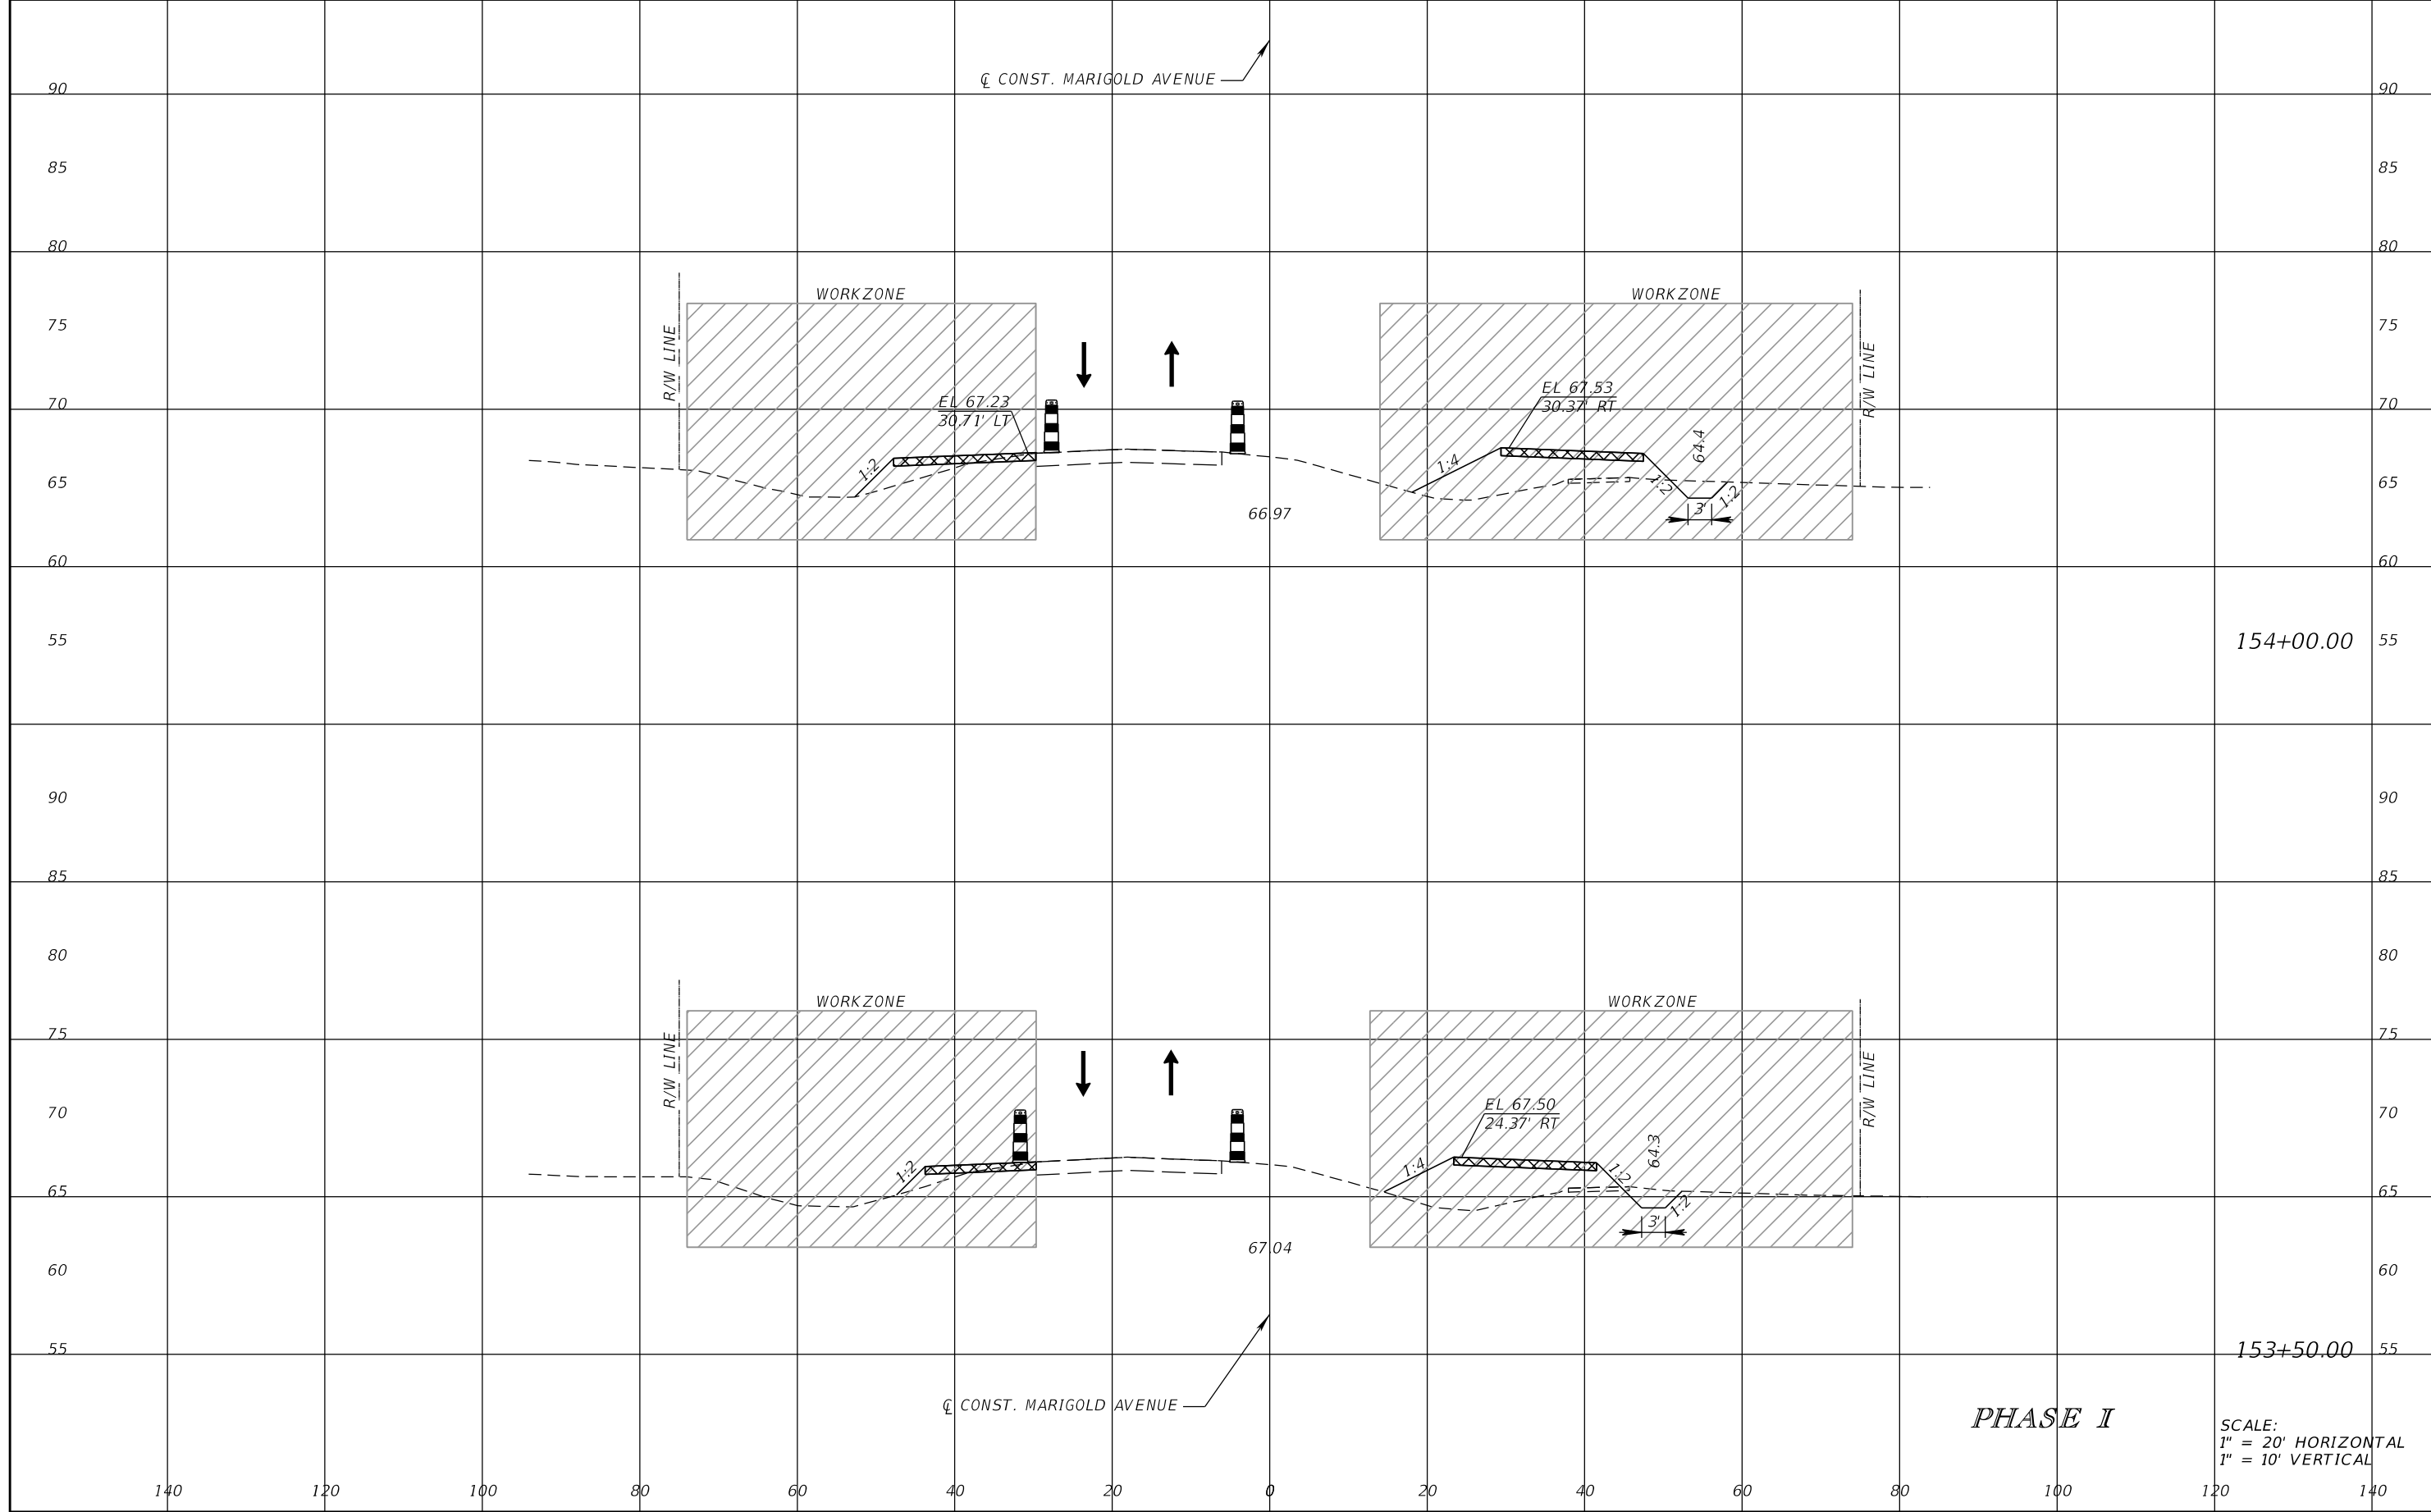 ℄ CONST. MARIGOLD AVENUE
90 90
85 85
80 80
WORKZONE WORKZONE
75 75
R/W LINE R/W LINE
EL 67.23
30.71' LT
EL 67.53
30.37' RT
70 70
1:2 1:4 1:2 64.4 1:2
65 65
3'
66.97
60 60
55 154+00.00 55
90 90
85 85
80 80
WORKZONE WORKZONE
75 75
R/W LINE R/W LINE
EL 67.50
24.37' RT
70 70
1:2 1:4 1:2 64.3 1:2
65 65
3'
67.04
60 60
55 153+50.00 55
℄ CONST. MARIGOLD AVENUE
PHASE I
SCALE:
1" = 20' HORIZONTAL
1" = 10' VERTICAL
140 120 100 80 60 40 20 0 20 40 60 80 100 120 140